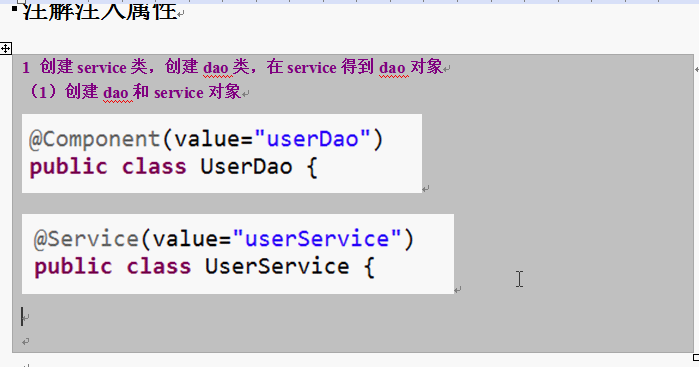 注解注入属性
1 创建 service 类，创建 dao 类，在 service 得到 dao 对象
（1）创建 dao 和 service 对象
@Component(value="userDao")
public class UserDao {
@Service(value="userService")
public class UserService {